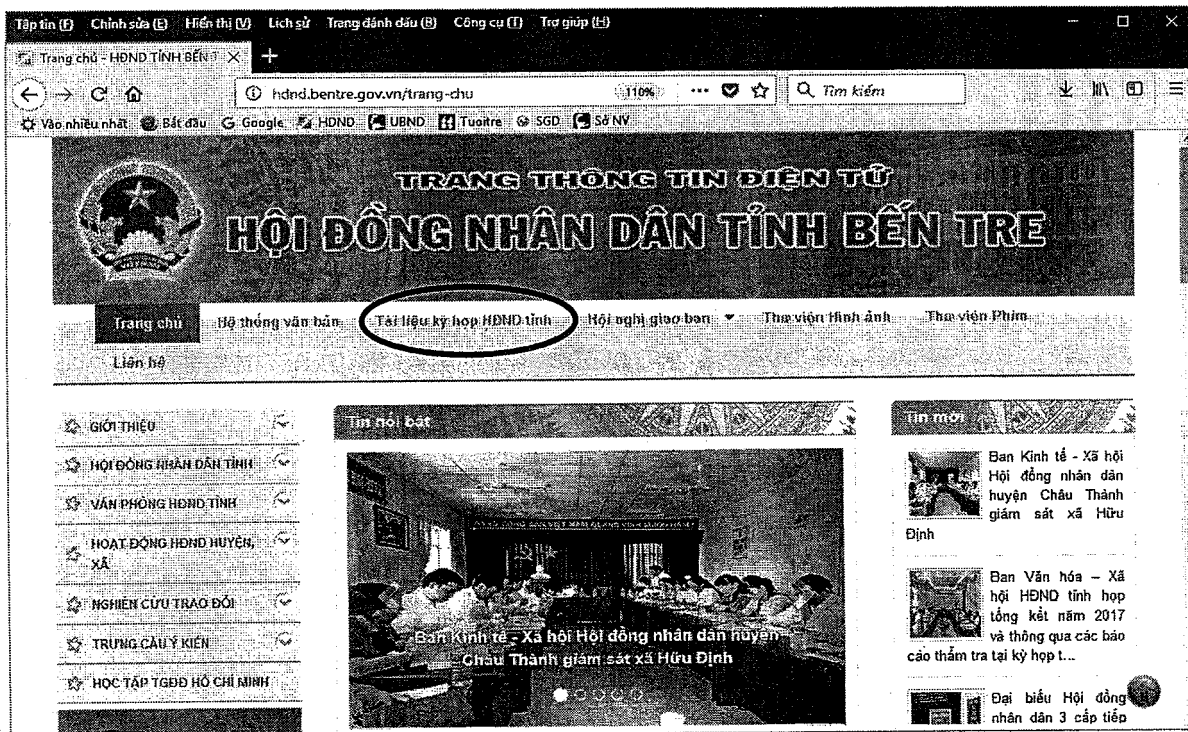 Tập tin (F) Chỉnh sửa (E) Hiển thị (V) Lịch sử Trang đánh dấu (B) Công cụ (T) Trợ giúp (H)
Trang chủ - HĐND TỈNH BẾN T
hdnd.bentre.gov.vn/trang-chu 110% Tìm kiếm
Vào nhiều nhất Bắt đầu Google HDND UBND Tuoitre SGD Sở NV
TRANG THÔNG TIN ĐIỆN TỬ
HỘI ĐỒNG NHÂN DÂN TỈNH BẾN TRE
Trang chủ Hệ thống văn bản Tài liệu kỳ họp HĐND tỉnh Hội nghị giao ban Thư viện Hình ảnh Thư viện Phim
Liên hệ
GIỚI THIỆU
HỘI ĐỒNG NHÂN DÂN TỈNH
VĂN PHÒNG HĐND TỈNH
HOẠT ĐỘNG HĐND HUYỆN,
XÃ
NGHIÊN CỨU TRAO ĐỔI
TRƯNG CẦU Ý KIẾN
HỌC TẬP TGĐĐ HỒ CHÍ MINH
Tin nổi bật
Ban Kinh tế - Xã hội Hội đồng nhân dân huyện
Châu Thành giám sát xã Hữu Định
Tin mới
Ban Kinh tế - Xã hội
Hội đồng nhân dân
huyện Châu Thành
giám sát xã Hữu
Định
Ban Văn hóa – Xã
hội HĐND tỉnh họp
tổng kết năm 2017
và thông qua các báo
cáo thẩm tra tại kỳ họp t...
Đại biểu Hội đồng
nhân dân 3 cấp tiếp